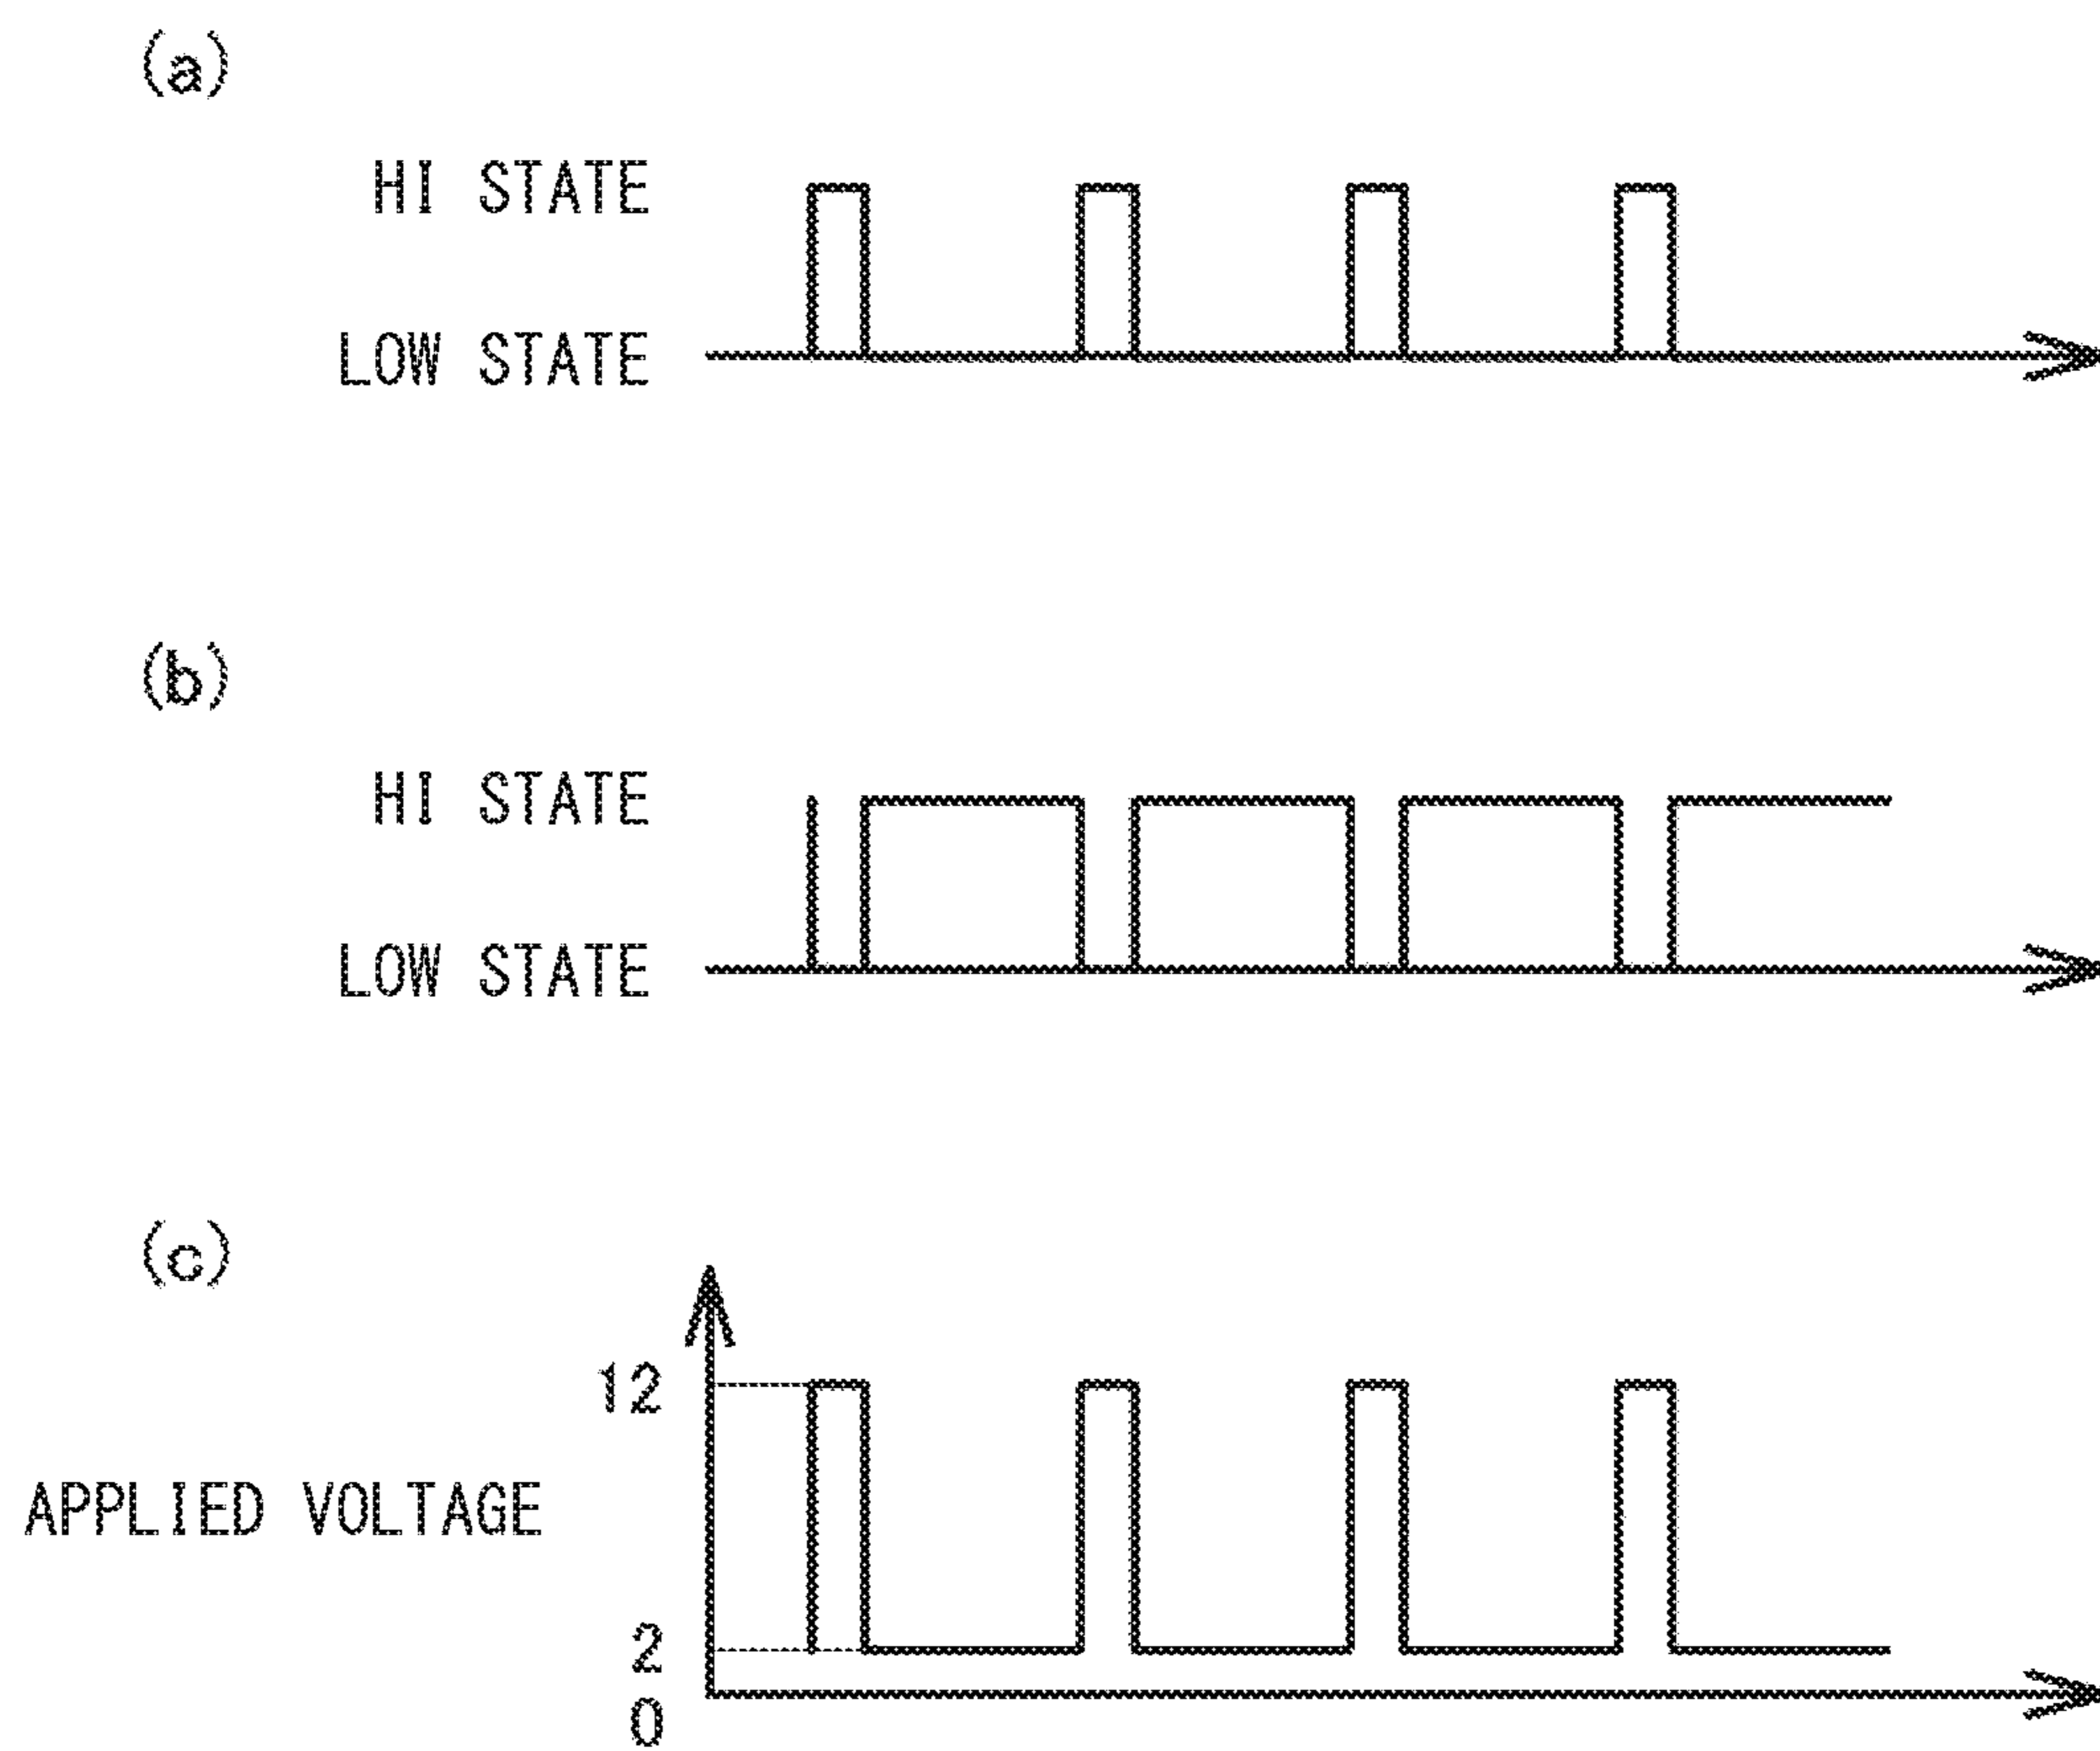 (a)
HI STATE
LOW STATE
(b)
HI STATE
LOW STATE
(c)
12
APPLIED VOLTAGE
2
0